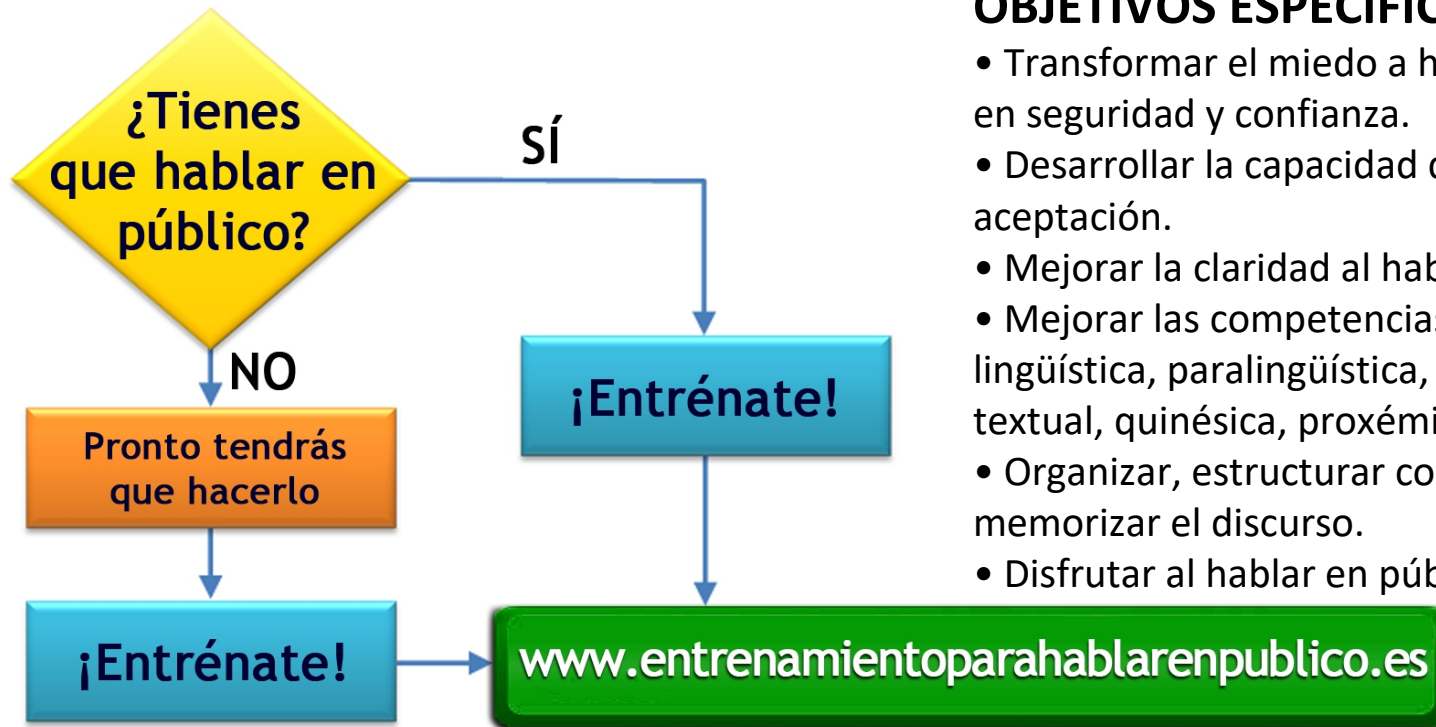 ¿Tienes
que hablar en
público?
SÍ
NO
Pronto tendrás
que hacerlo
¡Entrénate!
¡Entrénate!
www.entrenamientoparahablarenpublico.es
OBJETIVOS
• Transformar el miedo a
en seguridad y confianza.
• Desarrollar la capacidad
aceptación.
• Mejorar la claridad al
• Mejorar las competencias
lingüística, paralingüística,
textual, quinésica,
• Organizar, estructurar
memorizar el discurso.
• Disfrutar al hablar en